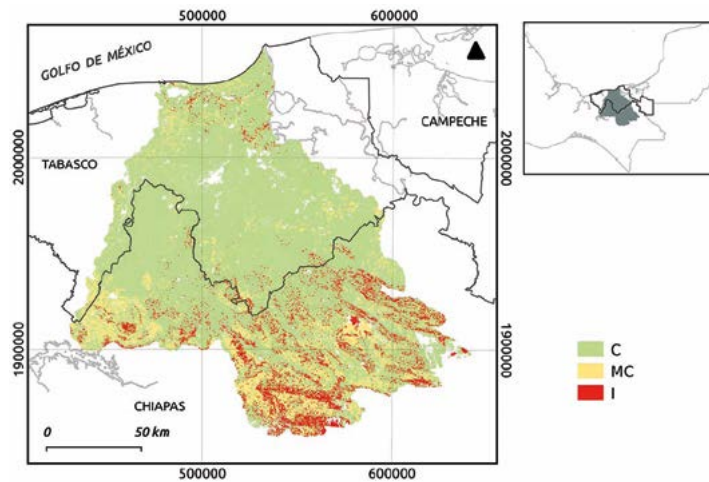 500000
600000
GOLFO DE MÉXICO
CAMPECHE
2000000
2000000
TABASCO
1900000
1900000
C
MC
I
CHIAPAS
0
50 km
500000
600000